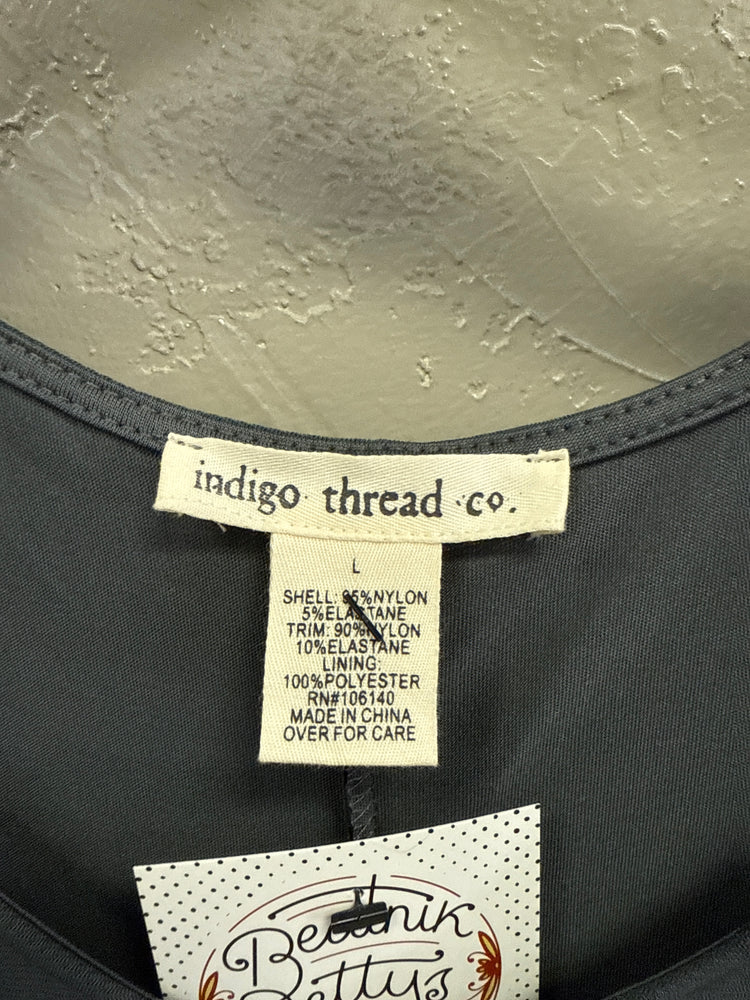 indigo thread co.
L
SHELL: 95%NYLON
5%ELASTANE
TRIM: 90%NYLON
10%ELASTANE
LINING:
100%POLYESTER
RN#106140
MADE IN CHINA
OVER FOR CARE
Beatnik
Bettys